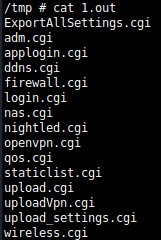 /tmp # cat 1.out
ExportAllSettings.cgi
adm.cgi
applogin.cgi
ddns.cgi
firewall.cgi
login.cgi
nas.cgi
nightled.cgi
openvpn.cgi
qos.cgi
staticlist.cgi
upload.cgi
uploadVpn.cgi
upload_settings.cgi
wireless.cgi